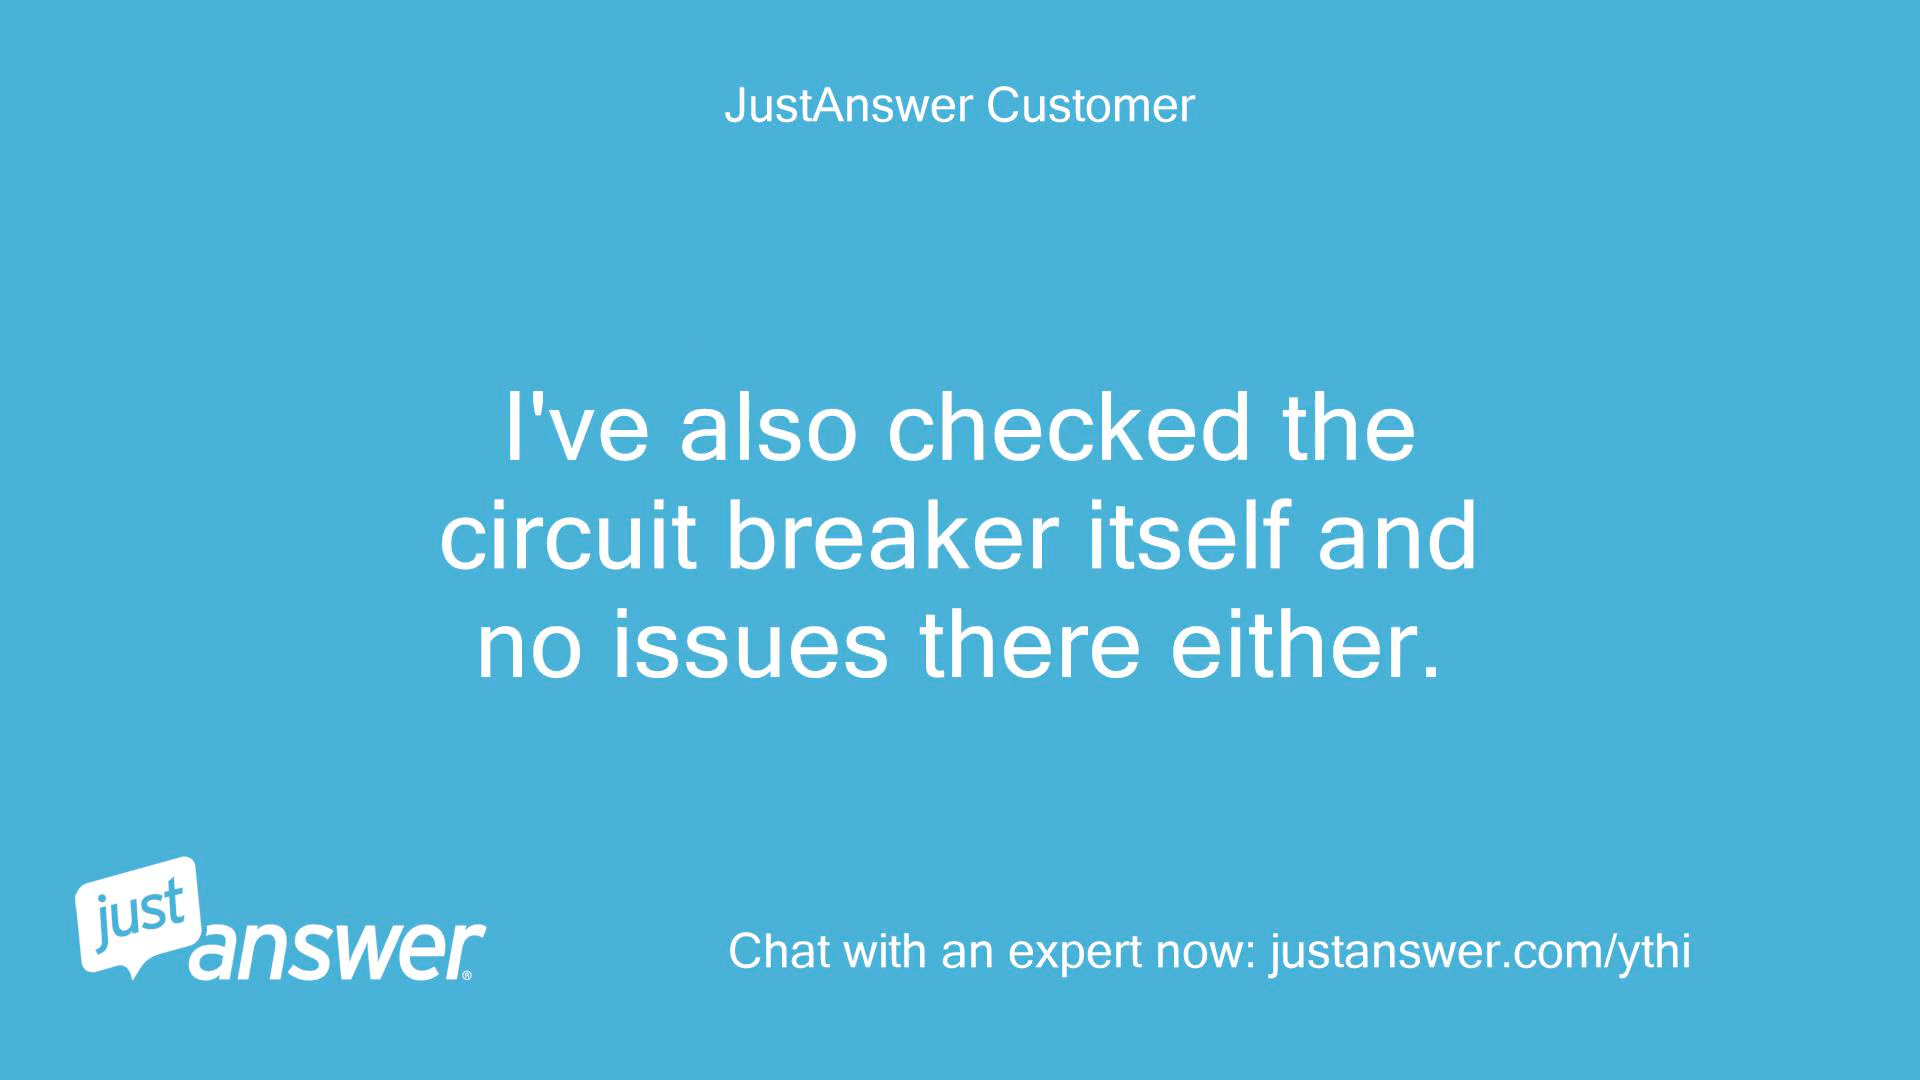 JustAnswer Customer
I've also checked the
circuit breaker itself and
no issues there either.
just
answer®
Chat with an expert now: justanswer.com/ythi